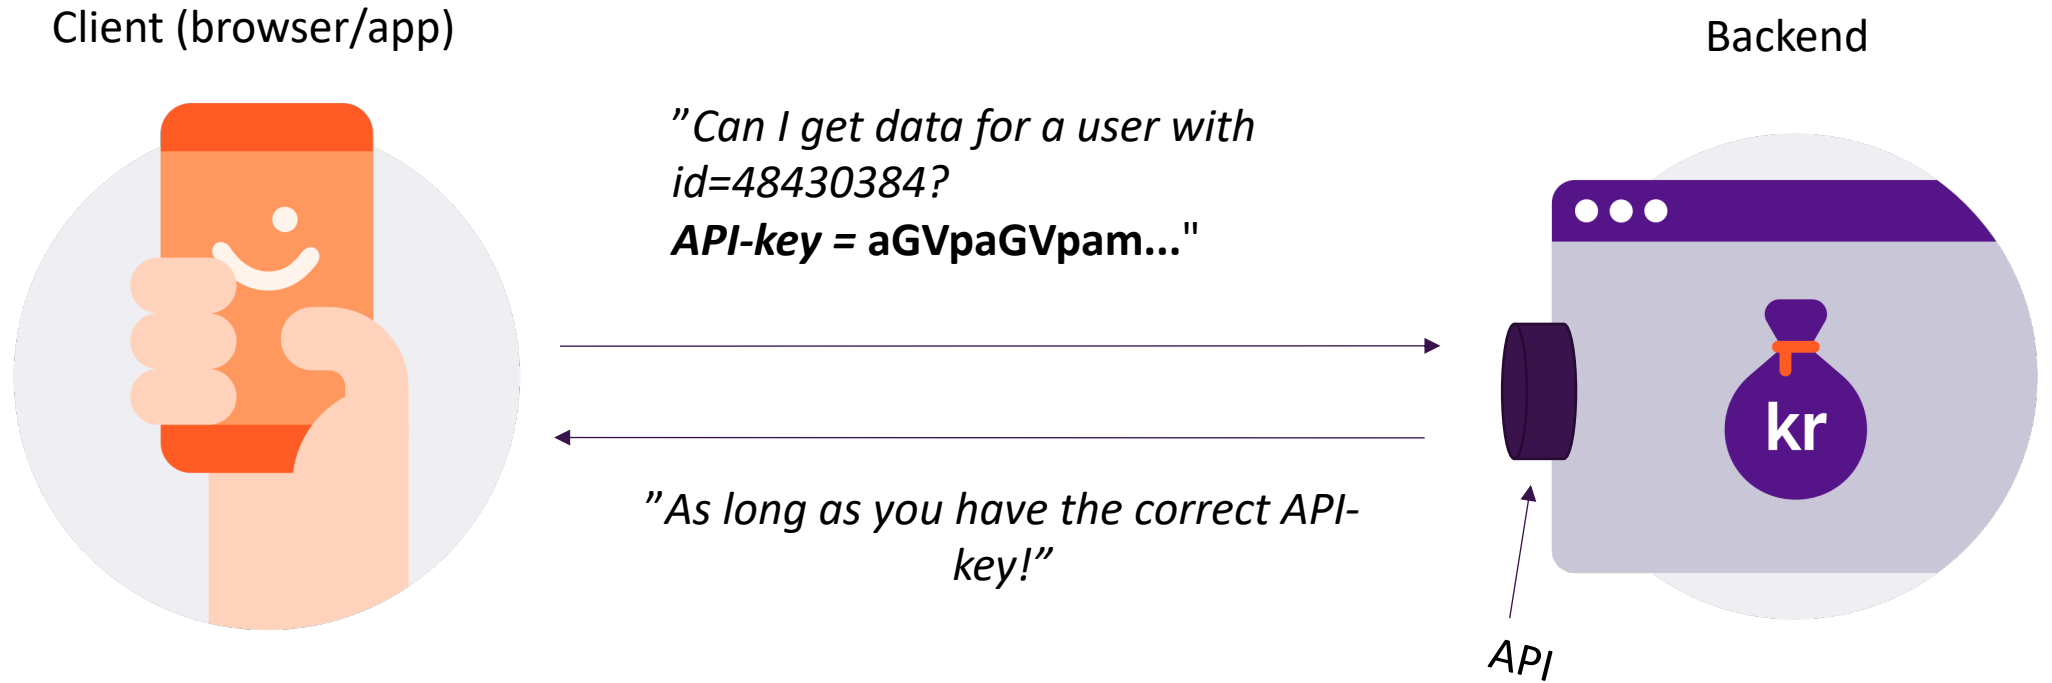 Client (browser/app)
Backend
”Can I get data for a user with
id=48430384?
API-key = aGVpaGVpam..."
kr
”As long as you have the correct API-
key!”
API